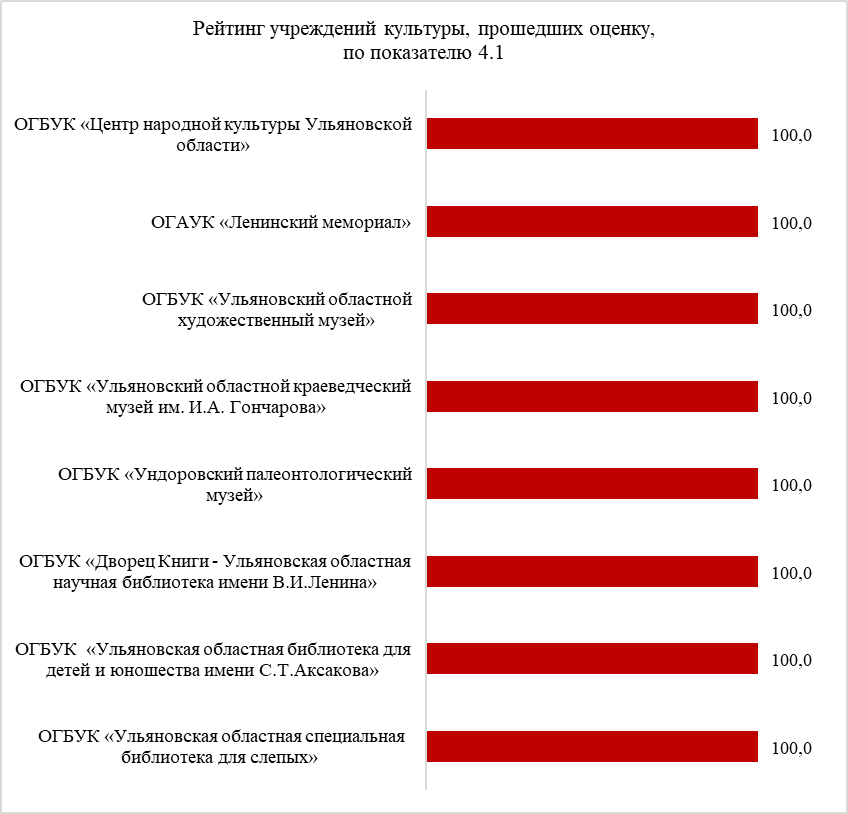 Рейтинг учреждений культуры, прошедших оценку,
по показателю 4.1
ОГБУК «Центр народной культуры Ульяновской
области»
100,0
ОГАУК «Ленинский мемориал»
100,0
ОГБУК «Ульяновский областной
художественный музей»
100,0
ОГБУК «Ульяновский областной краеведческий
музей им. И.А. Гончарова»
100,0
ОГБУК «Ундоровский палеонтологический
музей»
100,0
ОГБУК «Дворец Книги - Ульяновская областная
научная библиотека имени В.И.Ленина»
100,0
ОГБУК «Ульяновская областная библиотека для
детей и юношества имени С.Т.Аксакова»
100,0
ОГБУК «Ульяновская областная специальная
библиотека для слепых»
100,0